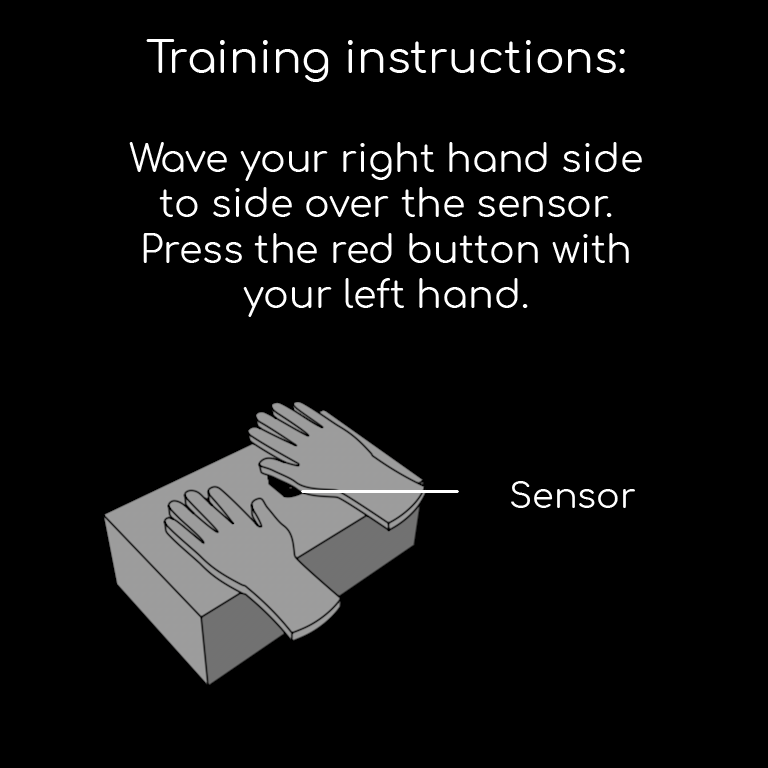 Training instructions:
Wave your right hand side
to side over the sensor.
Press the red button with
your left hand.
Sensor